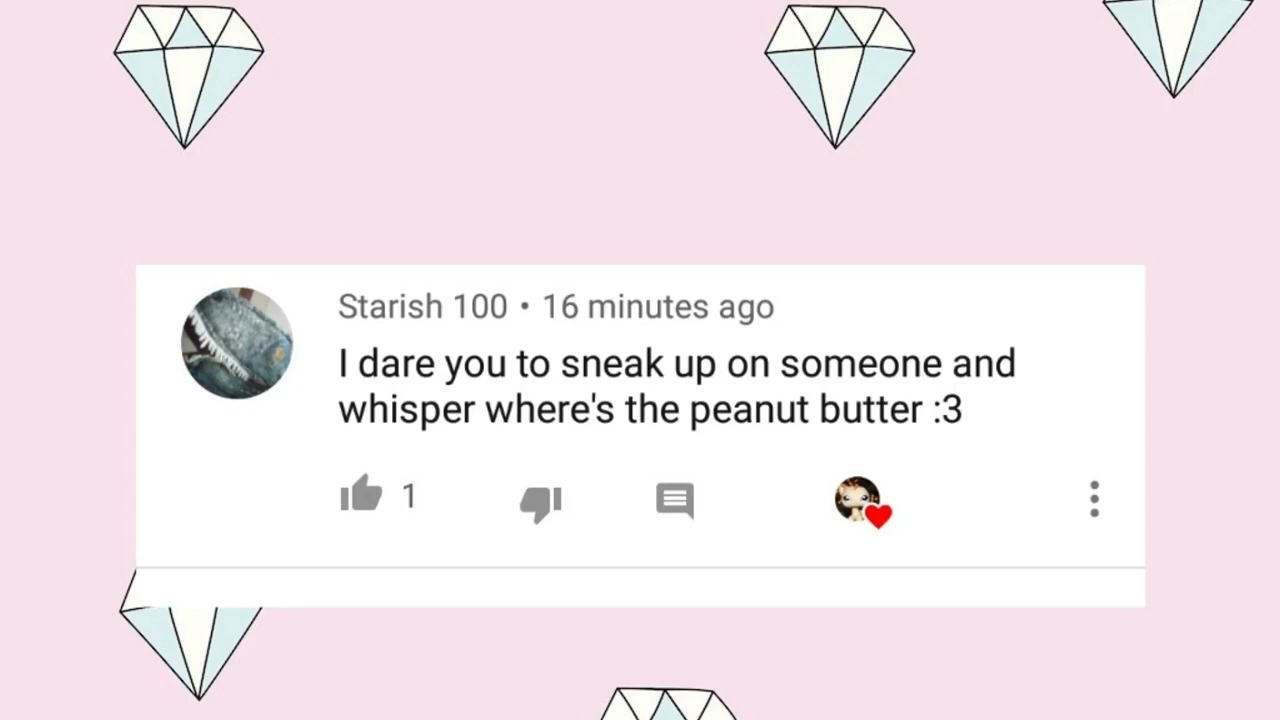 Starish 100 • 16 minutes ago
I dare you to sneak up on someone and
whisper where's the peanut butter :3
1